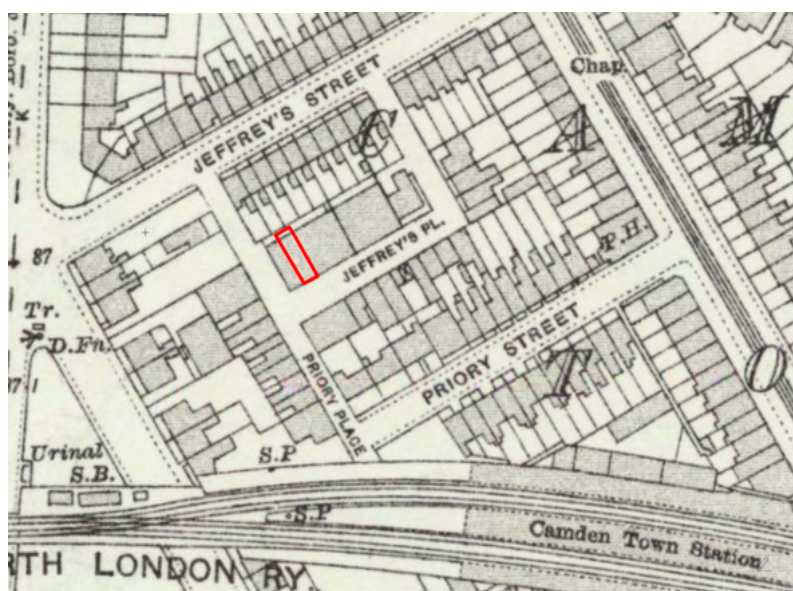 Boro.
K
JEFFREY'S STREET
C
A
M
Chap.
87
JEFFREY'S PL.
P.H.
Tr.
D.Fn.
PRIORY STREET
PRIORY PLACE
T
O
Urinal
S.B.
S.P
S.P
Camden Town Station
RTH LONDON RY.